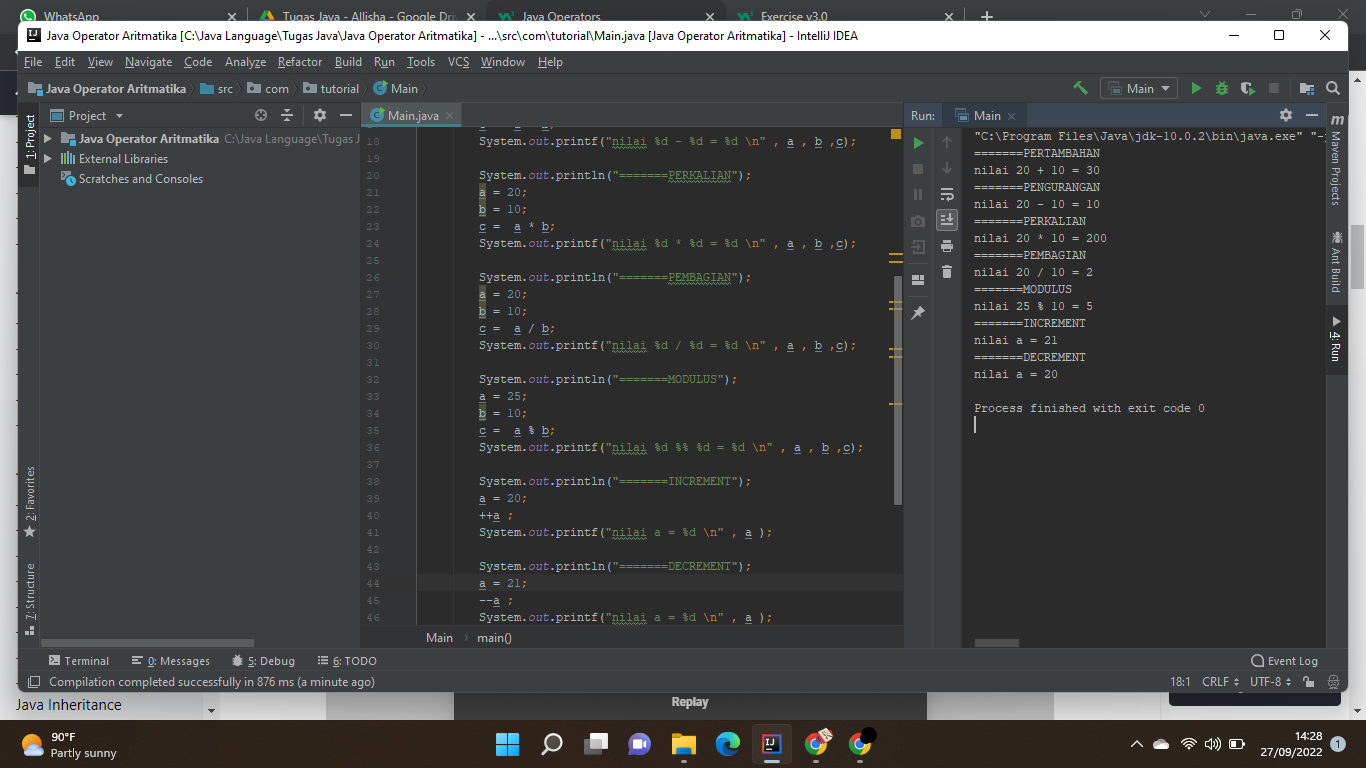 WhatsApp
Tugas Java - Allisha - Google Dri
Java Operators
Exercise v3.0
Java Operator Aritmatika [C:\Java Language\Tugas Java\Java Operator Aritmatika] - ...\src\com\tutorial\Main.java [Java Operator Aritmatika] - IntelliJ IDEA
File Edit View Navigate Code Analyze Refactor Build Run Tools VCS Window Help
Java Operator Aritmatika src com tutorial Main
Main
Project
Main.java
Run: Main
1: Project
Java Operator Aritmatika C:\Java Language\Tugas J
External Libraries
Scratches and Consoles
2: Favorites
7: Structure
18 System.out.printf("nilai %d - %d = %d \n" , a , b ,c);
19
20 System.out.println("=======PERKALIAN");
21 a = 20;
22 b = 10;
23 c =  a * b;
24 System.out.printf("nilai %d * %d = %d \n" , a , b ,c);
25
26 System.out.println("=======PEMBAGIAN");
27 a = 20;
28 b = 10;
29 c =  a / b;
30 System.out.printf("nilai %d / %d = %d \n" , a , b ,c);
31
32 System.out.println("=======MODULUS");
33 a = 25;
34 b = 10;
35 c =  a % b;
36 System.out.printf("nilai %d %% %d = %d \n" , a , b ,c);
37
38 System.out.println("=======INCREMENT");
39 a = 20;
40 ++a ;
41 System.out.printf("nilai a = %d \n" , a );
42
43 System.out.println("=======DECREMENT");
44 a = 21;
45 --a ;
46 System.out.printf("nilai a = %d \n" , a );
Main main()
"C:\Program Files\Java\jdk-10.0.2\bin\java.exe" "-j
=======PERTAMBAHAN
nilai 20 + 10 = 30
=======PENGURANGAN
nilai 20 - 10 = 10
=======PERKALIAN
nilai 20 * 10 = 200
=======PEMBAGIAN
nilai 20 / 10 = 2
=======MODULUS
nilai 25 % 10 = 5
=======INCREMENT
nilai a = 21
=======DECREMENT
nilai a = 20
Process finished with exit code 0
m Maven Projects
Ant Build
4: Run
Terminal 0: Messages 5: Debug 6: TODO
Event Log
Compilation completed successfully in 876 ms (a minute ago)
18:1 CRLF UTF-8
Java Inheritance
Replay
90°F
Partly sunny
14:28
27/09/2022
1